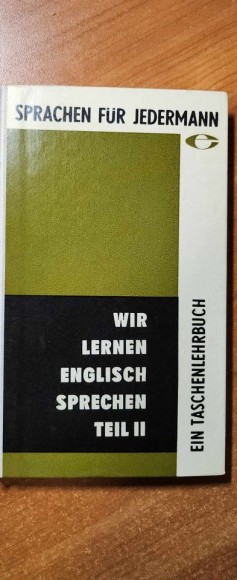 SPRACHEN FÜR JEDERMANN
e
WIR
LERNEN
ENGLISCH
SPRECHEN
TEIL II
EIN TASCHENLEHRBUCH